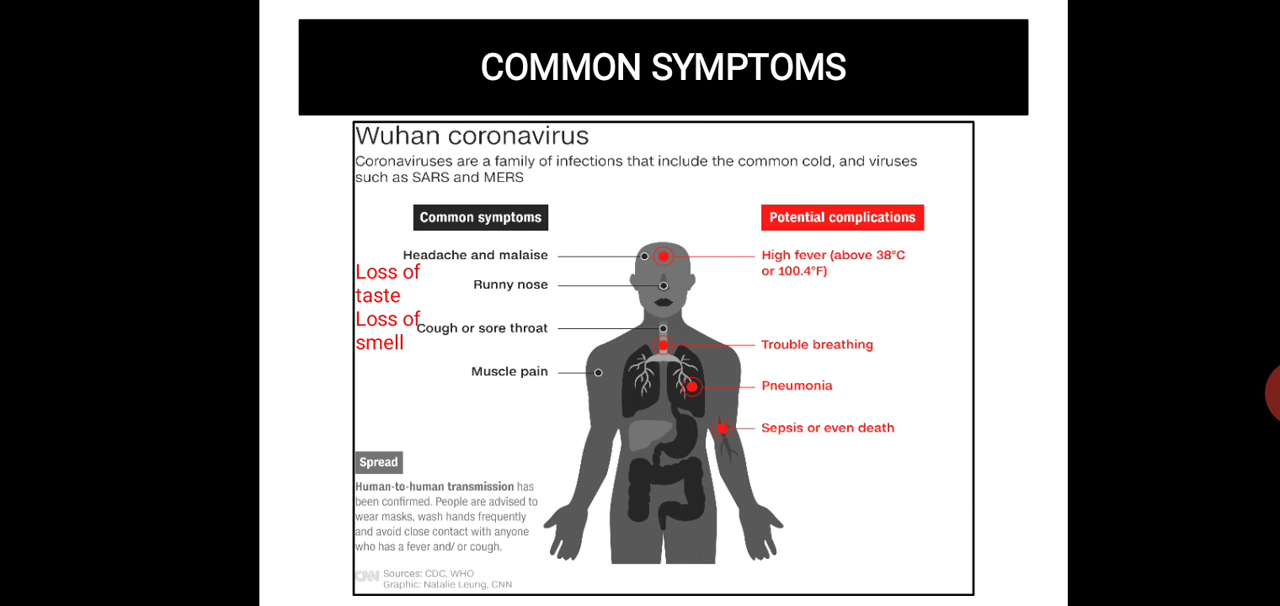 COMMON SYMPTOMS
Wuhan coronavirus
Coronaviruses are a family of infections that include the common cold, and viruses
such as SARS and MERS
Common symptoms
Headache and malaise
Loss of
taste
Runny nose
Loss of
smell
Cough or sore throat
Muscle pain
Potential complications
High fever (above 38°C
or 100.4°F)
Trouble breathing
Pneumonia
Sepsis or even death
Spread
Human-to-human transmission has
been confirmed. People are advised to
wear masks, wash hands frequently
and avoid close contact with anyone
who has a fever and/ or cough.
CNN
Sources: CDC, WHO
Graphic: Natalie Leung, CNN